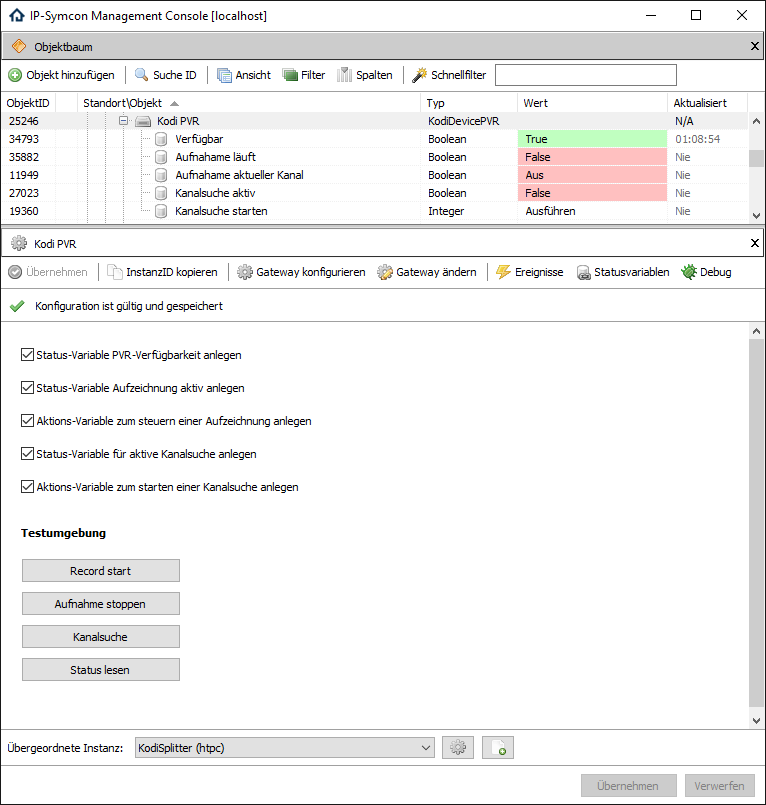 IP-Symcon Management Console [localhost]
Objektbaum
Objekt hinzufügen Suche ID Ansicht Filter Spalten Schnellfilter
ObjektID Standort\Objekt Typ Wert Aktualisiert
25246 Kodi PVR KodiDevicePVR N/A
34793 Verfügbar Boolean True 01:08:54
35882 Aufnahame läuft Boolean False Nie
11949 Aufnahame aktueller Kanal Boolean Aus Nie
27023 Kanalsuche aktiv Boolean False Nie
19360 Kanalsuche starten Integer Ausführen Nie
Kodi PVR
Übernehmen InstanzID kopieren Gateway konfigurieren Gateway ändern Ereignisse Statusvariablen Debug
Konfiguration ist gültig und gespeichert
Status-Variable PVR-Verfügbarkeit anlegen
Status-Variable Aufzeichnung aktiv anlegen
Aktions-Variable zum steuern einer Aufzeichnung anlegen
Status-Variable für aktive Kanalsuche anlegen
Aktions-Variable zum starten einer Kanalsuche anlegen
Testumgebung
Record start
Aufnahme stoppen
Kanalsuche
Status lesen
Übergeordnete Instanz: KodiSplitter (htpc)
Übernehmen Verwerfen